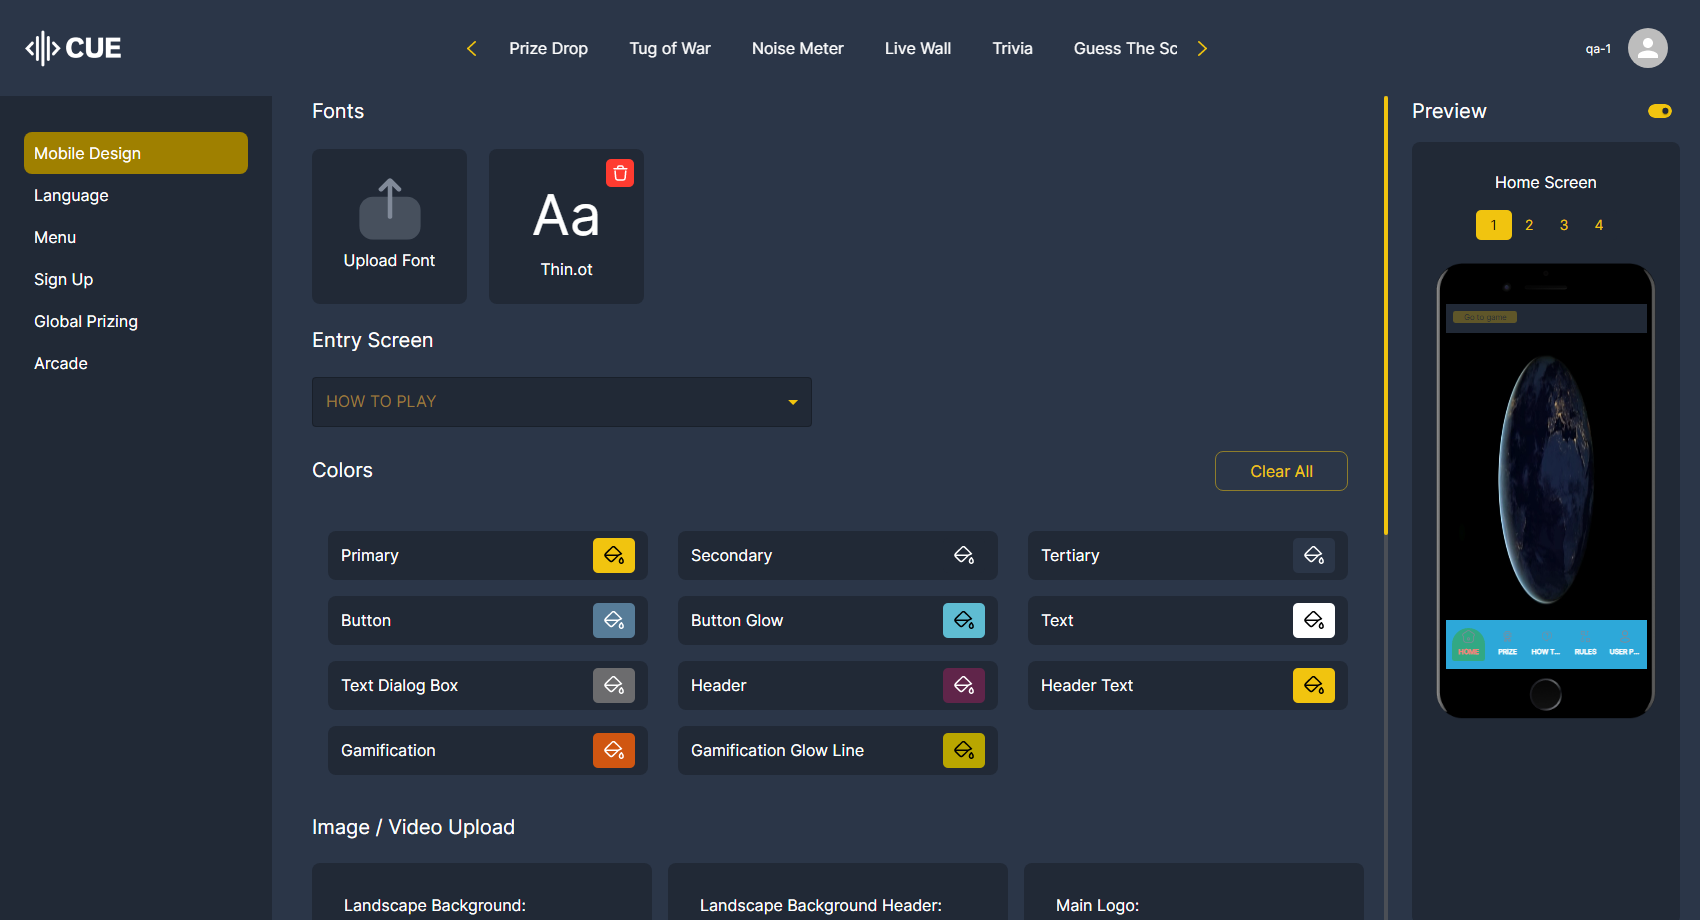 CUE
Prize Drop
Tug of War
Noise Meter
Live Wall
Trivia
Guess The Sc
qa-1
Mobile Design
Language
Menu
Sign Up
Global Prizing
Arcade
Fonts
Upload Font
Aa
Thin.ot
Entry Screen
HOW TO PLAY
Colors
Clear All
Primary
Secondary
Tertiary
Button
Button Glow
Text
Text Dialog Box
Header
Header Text
Gamification
Gamification Glow Line
Image / Video Upload
Landscape Background:
Landscape Background Header:
Main Logo:
Preview
Home Screen
1 2 3 4
Go to game
HOME PRIZE HOW T... RULES USER P...